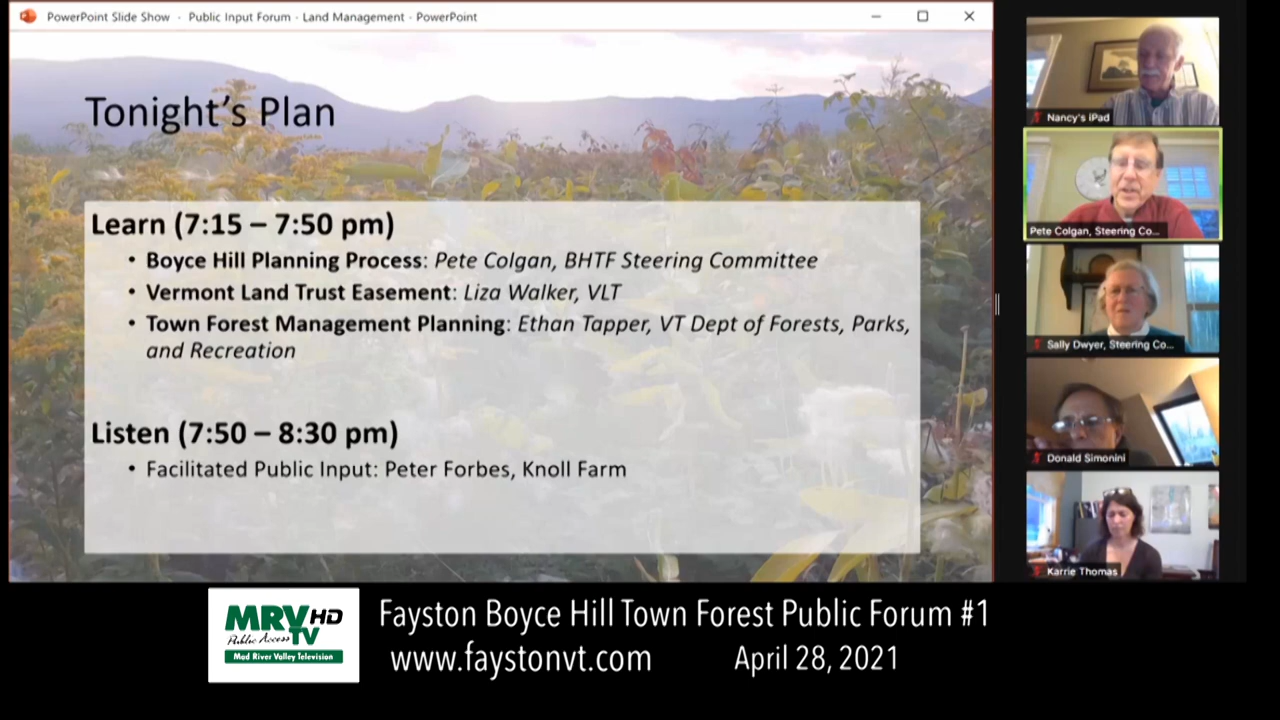 PowerPoint Slide Show - Public Input Forum - Land Management - PowerPoint
Tonight's Plan
Learn (7:15 – 7:50 pm)
• Boyce Hill Planning Process: Pete Colgan, BHTF Steering Committee
• Vermont Land Trust Easement: Liza Walker, VLT
• Town Forest Management Planning: Ethan Tapper, VT Dept of Forests, Parks,
and Recreation
Listen (7:50 – 8:30 pm)
• Facilitated Public Input: Peter Forbes, Knoll Farm
Nancy's iPad
Pete Colgan, Steering Co...
Sally Dwyer, Steering Co...
Donald Simonini
Karrie Thomas
MRV HD
Public Access TV
Mad River Valley Television
Fayston Boyce Hill Town Forest Public Forum #1
www.faystonvt.com April 28, 2021